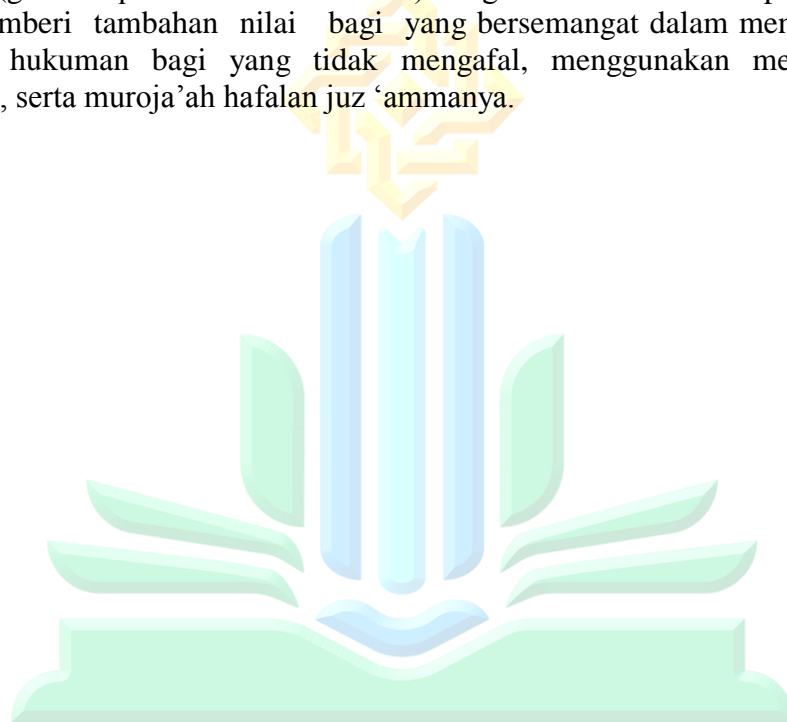 emberi tambahan nilai bagi yang bersemangat dalam men
hukuman bagi yang tidak mengafal, menggunakan me
, serta muroja’ah hafalan juz ‘ammanya.